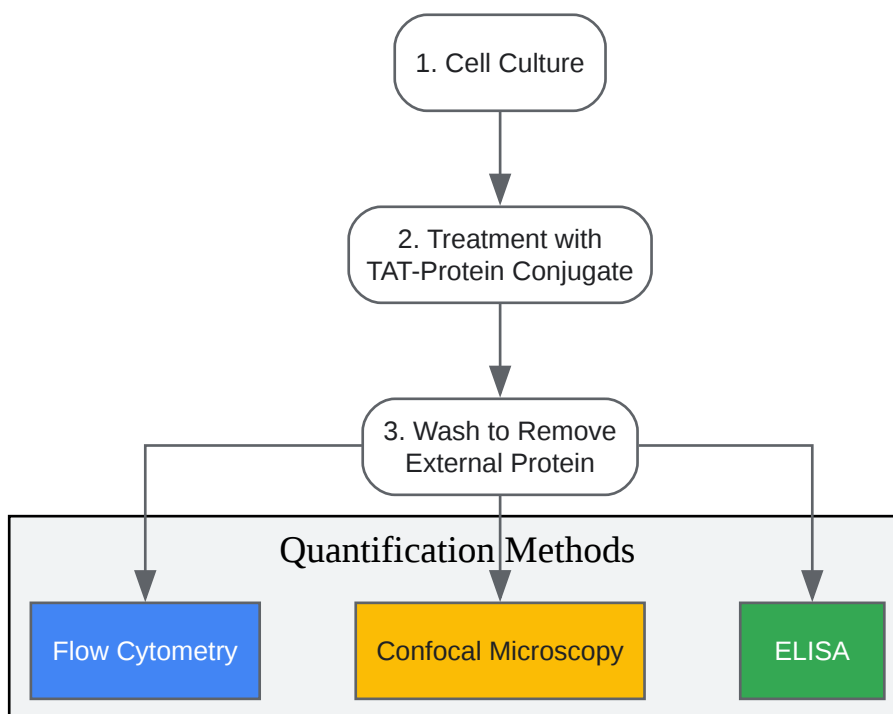 1. Cell Culture
2. Treatment with
TAT-Protein Conjugate
3. Wash to Remove
External Protein
Quantification Methods
Flow Cytometry
Confocal Microscopy
ELISA